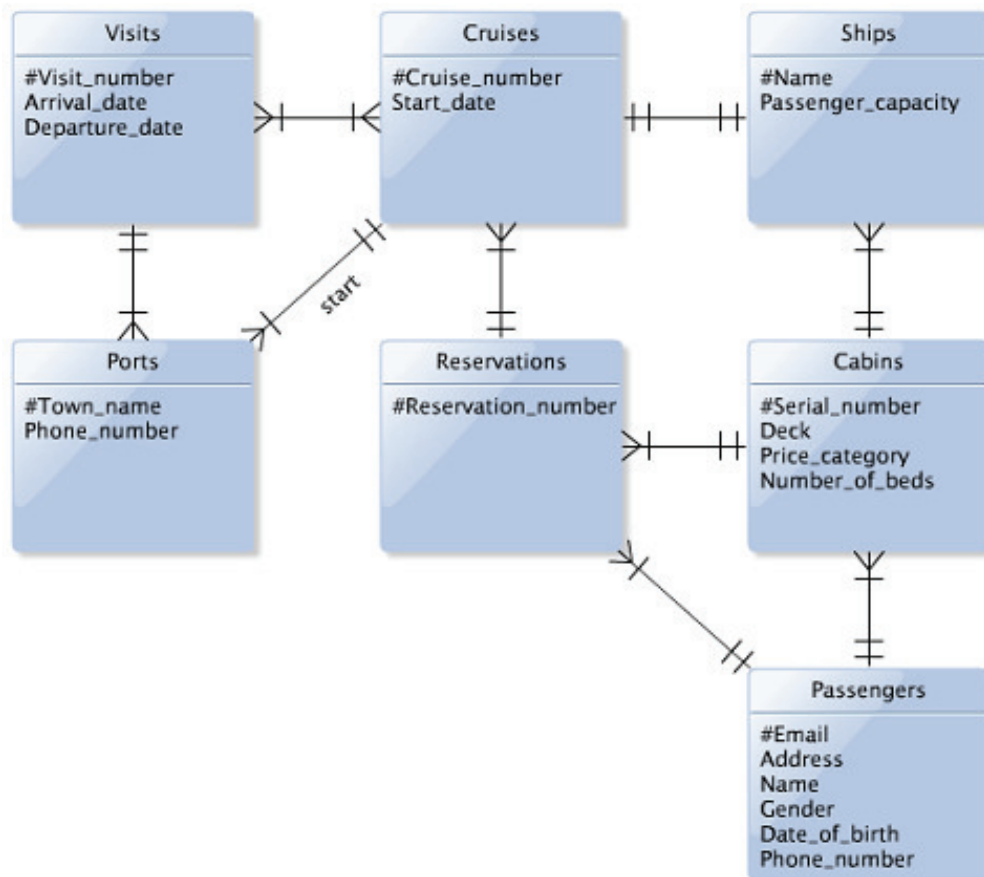 Visits
#Visit_number
Arrival_date
Departure_date
Cruises
#Cruise_number
Start_date
Ships
#Name
Passenger_capacity
start
Ports
#Town_name
Phone_number
Reservations
#Reservation_number
Cabins
#Serial_number
Deck
Price_category
Number_of_beds
Passengers
#Email
Address
Name
Gender
Date_of_birth
Phone_number